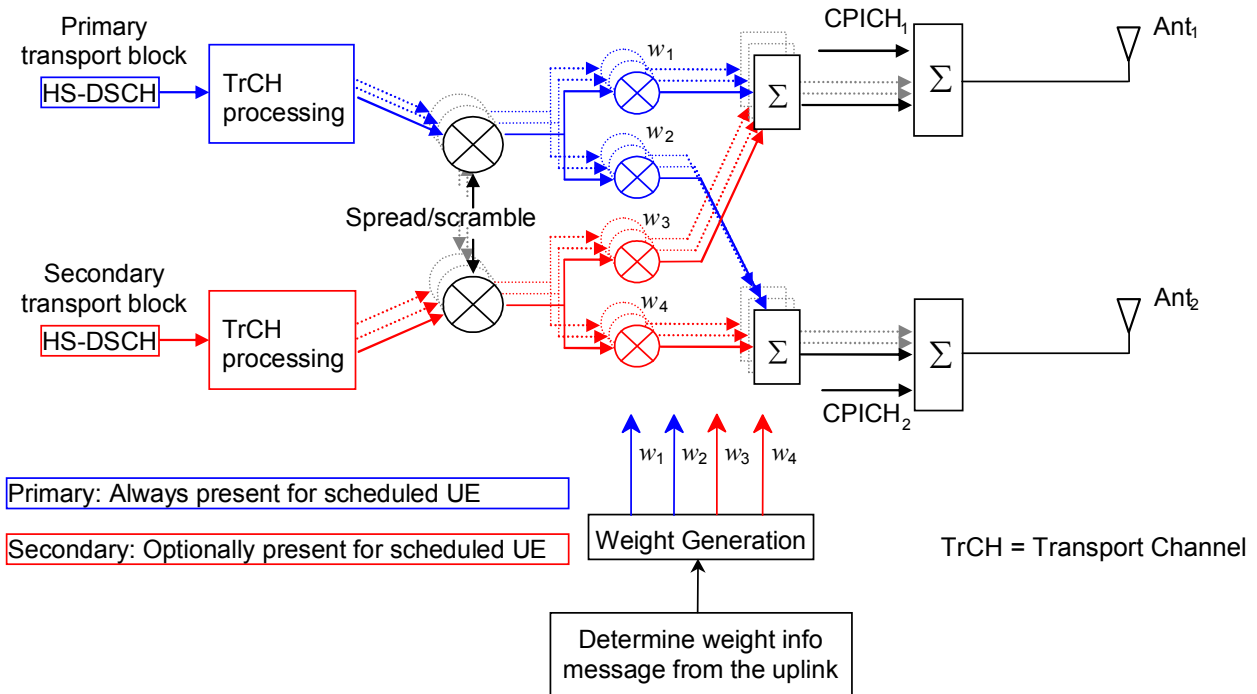 Primary
transport block
HS-DSCH
TrCH
processing
w1
w2
Σ
CPICH1
Σ
Ant1
Spread/scramble
Secondary
transport block
HS-DSCH
TrCH
processing
w3
w4
Σ
CPICH2
Σ
Ant2
w1 w2 w3 w4
Primary: Always present for scheduled UE
Secondary: Optionally present for scheduled UE
Weight Generation
TrCH = Transport Channel
Determine weight info
message from the uplink